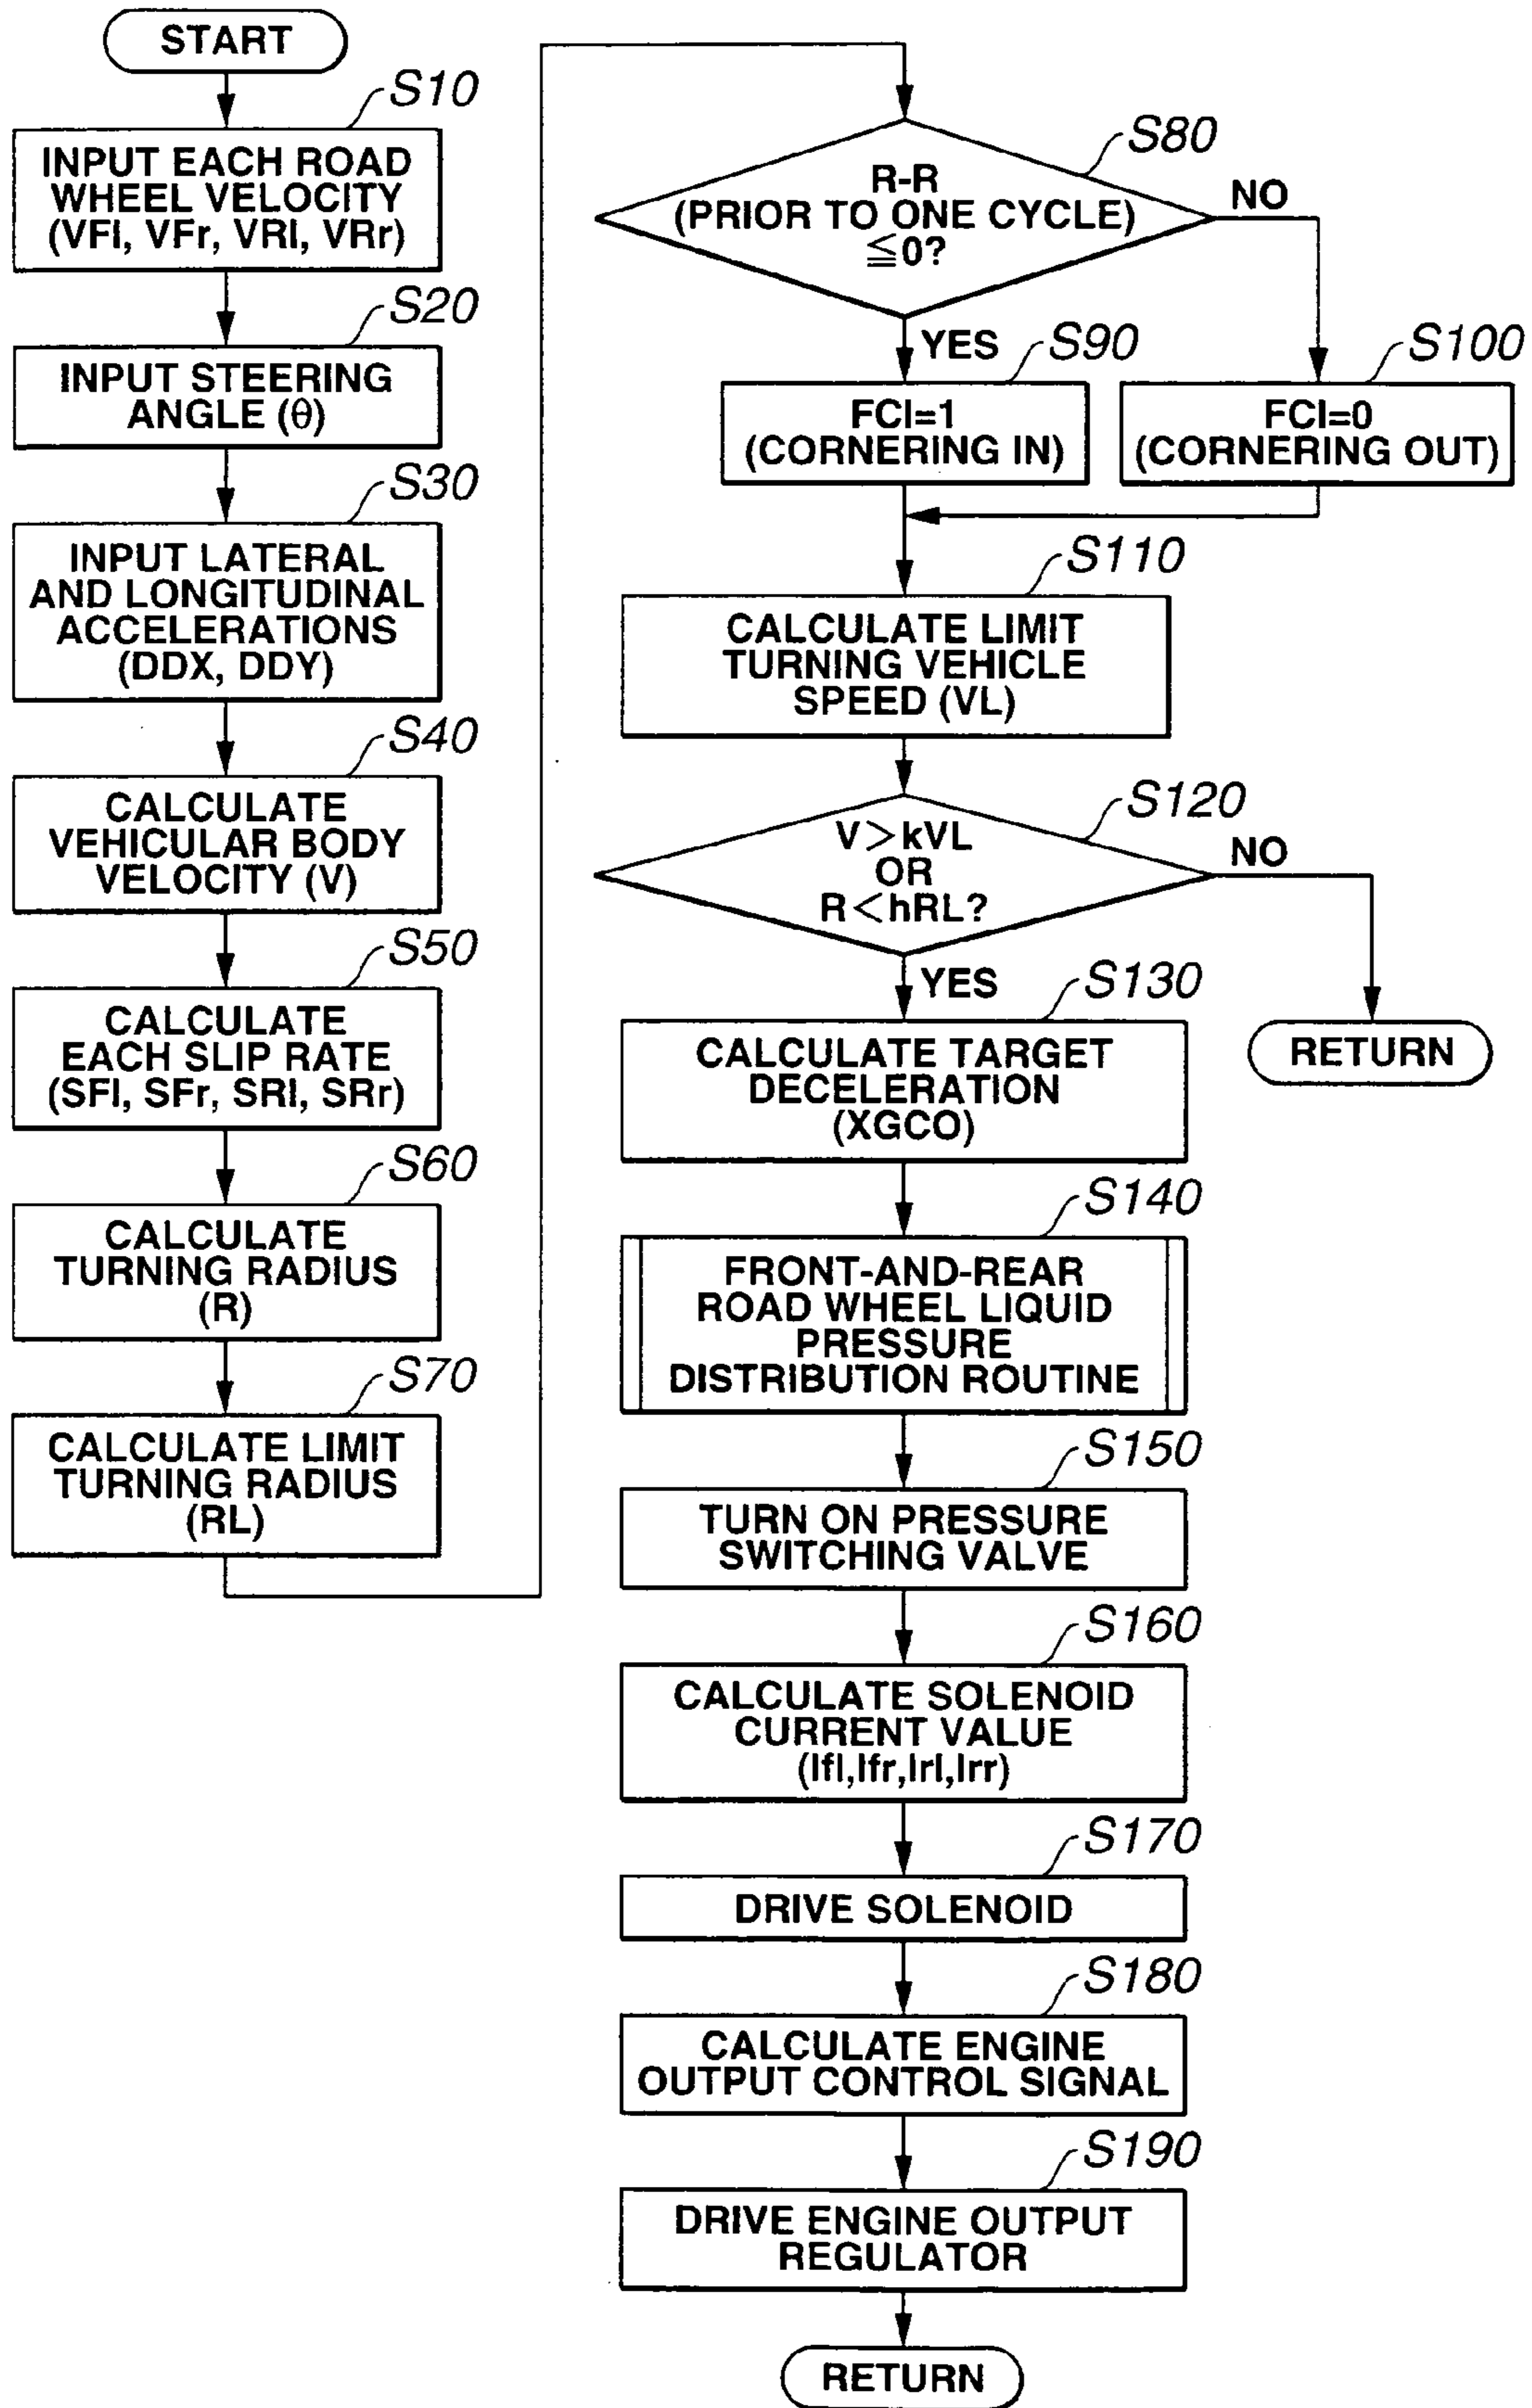 START
S10
INPUT EACH ROAD
WHEEL VELOCITY
(VFl, VFr, VRl, VRr)
S20
INPUT STEERING
ANGLE (θ)
S30
INPUT LATERAL
AND LONGITUDINAL
ACCELERATIONS
(DDX, DDY)
S40
CALCULATE
VEHICULAR BODY
VELOCITY (V)
S50
CALCULATE
EACH SLIP RATE
(SFl, SFr, SRl, SRr)
S60
CALCULATE
TURNING RADIUS
(R)
S70
CALCULATE LIMIT
TURNING RADIUS
(RL)
S80
R-R
(PRIOR TO ONE CYCLE)
≦0?
NO
YES
S90
FCI=1
(CORNERING IN)
S100
FCI=0
(CORNERING OUT)
S110
CALCULATE LIMIT
TURNING VEHICLE
SPEED (VL)
S120
V>kVL
OR
R<hRL?
NO
RETURN
YES
S130
CALCULATE TARGET
DECELERATION
(XGCO)
S140
FRONT-AND-REAR
ROAD WHEEL LIQUID
PRESSURE
DISTRIBUTION ROUTINE
S150
TURN ON PRESSURE
SWITCHING VALVE
S160
CALCULATE SOLENOID
CURRENT VALUE
(Ifl,Ifr,Irl,Irr)
S170
DRIVE SOLENOID
S180
CALCULATE ENGINE
OUTPUT CONTROL SIGNAL
S190
DRIVE ENGINE OUTPUT
REGULATOR
RETURN